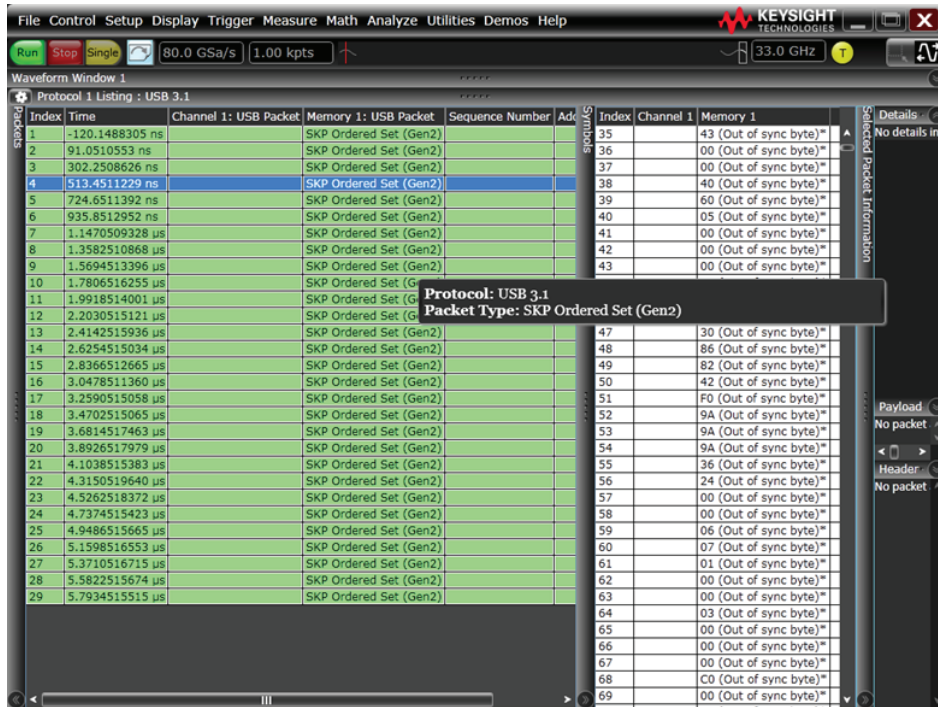 File Control Setup Display Trigger Measure Math Analyze Utilities Demos Help
KEYSIGHT
TECHNOLOGIES
Run Stop Single 80.0 GSa/s 1.00 kpts 33.0 GHz T
Waveform Window 1
Protocol 1 Listing : USB 3.1
Packets
Index Time Channel 1: USB Packet Memory 1: USB Packet Sequence Number Add
1 -120.1488305 ns SKP Ordered Set (Gen2)
2 91.0510553 ns SKP Ordered Set (Gen2)
3 302.2508626 ns SKP Ordered Set (Gen2)
4 513.4511229 ns SKP Ordered Set (Gen2)
5 724.6511392 ns SKP Ordered Set (Gen2)
6 935.8512952 ns SKP Ordered Set (Gen2)
7 1.1470509328 µs SKP Ordered Set (Gen2)
8 1.3582510868 µs SKP Ordered Set (Gen2)
9 1.5694513396 µs SKP Ordered Set (Gen2)
10 1.7806516255 µs SKP Ordered Set (Ge
11 1.9918514001 µs SKP Ordered Set (G
12 2.2030515121 µs SKP Ordered Set (G
13 2.4142515936 µs SKP Ordered Set (Gen2)
14 2.6254515034 µs SKP Ordered Set (Gen2)
15 2.8366512665 µs SKP Ordered Set (Gen2)
16 3.0478511360 µs SKP Ordered Set (Gen2)
17 3.2590515058 µs SKP Ordered Set (Gen2)
18 3.4702515065 µs SKP Ordered Set (Gen2)
19 3.6814517463 µs SKP Ordered Set (Gen2)
20 3.8926517979 µs SKP Ordered Set (Gen2)
21 4.1038515383 µs SKP Ordered Set (Gen2)
22 4.3150519640 µs SKP Ordered Set (Gen2)
23 4.5262518372 µs SKP Ordered Set (Gen2)
24 4.7374515423 µs SKP Ordered Set (Gen2)
25 4.9486515665 µs SKP Ordered Set (Gen2)
26 5.1598516553 µs SKP Ordered Set (Gen2)
27 5.3710516715 µs SKP Ordered Set (Gen2)
28 5.5822515674 µs SKP Ordered Set (Gen2)
29 5.7934515515 µs SKP Ordered Set (Gen2)
Protocol: USB 3.1
Packet Type: SKP Ordered Set (Gen2)
Symbols
Index Channel 1 Memory 1
35 43 (Out of sync byte)*
36 00 (Out of sync byte)*
37 00 (Out of sync byte)*
38 40 (Out of sync byte)*
39 60 (Out of sync byte)*
40 05 (Out of sync byte)*
41 00 (Out of sync byte)*
42 00 (Out of sync byte)*
43 00 (Out of sync byte)*
47 30 (Out of sync byte)*
48 86 (Out of sync byte)*
49 82 (Out of sync byte)*
50 42 (Out of sync byte)*
51 F0 (Out of sync byte)*
52 9A (Out of sync byte)*
53 9A (Out of sync byte)*
54 9A (Out of sync byte)*
55 36 (Out of sync byte)*
56 24 (Out of sync byte)*
57 00 (Out of sync byte)*
58 00 (Out of sync byte)*
59 06 (Out of sync byte)*
60 07 (Out of sync byte)*
61 01 (Out of sync byte)*
62 00 (Out of sync byte)*
63 00 (Out of sync byte)*
64 03 (Out of sync byte)*
65 00 (Out of sync byte)*
66 00 (Out of sync byte)*
67 00 (Out of sync byte)*
68 C0 (Out of sync byte)*
69 00 (Out of sync byte)*
Selected Packet Information
Details
No details in
Payload
No packet
Header
No packet